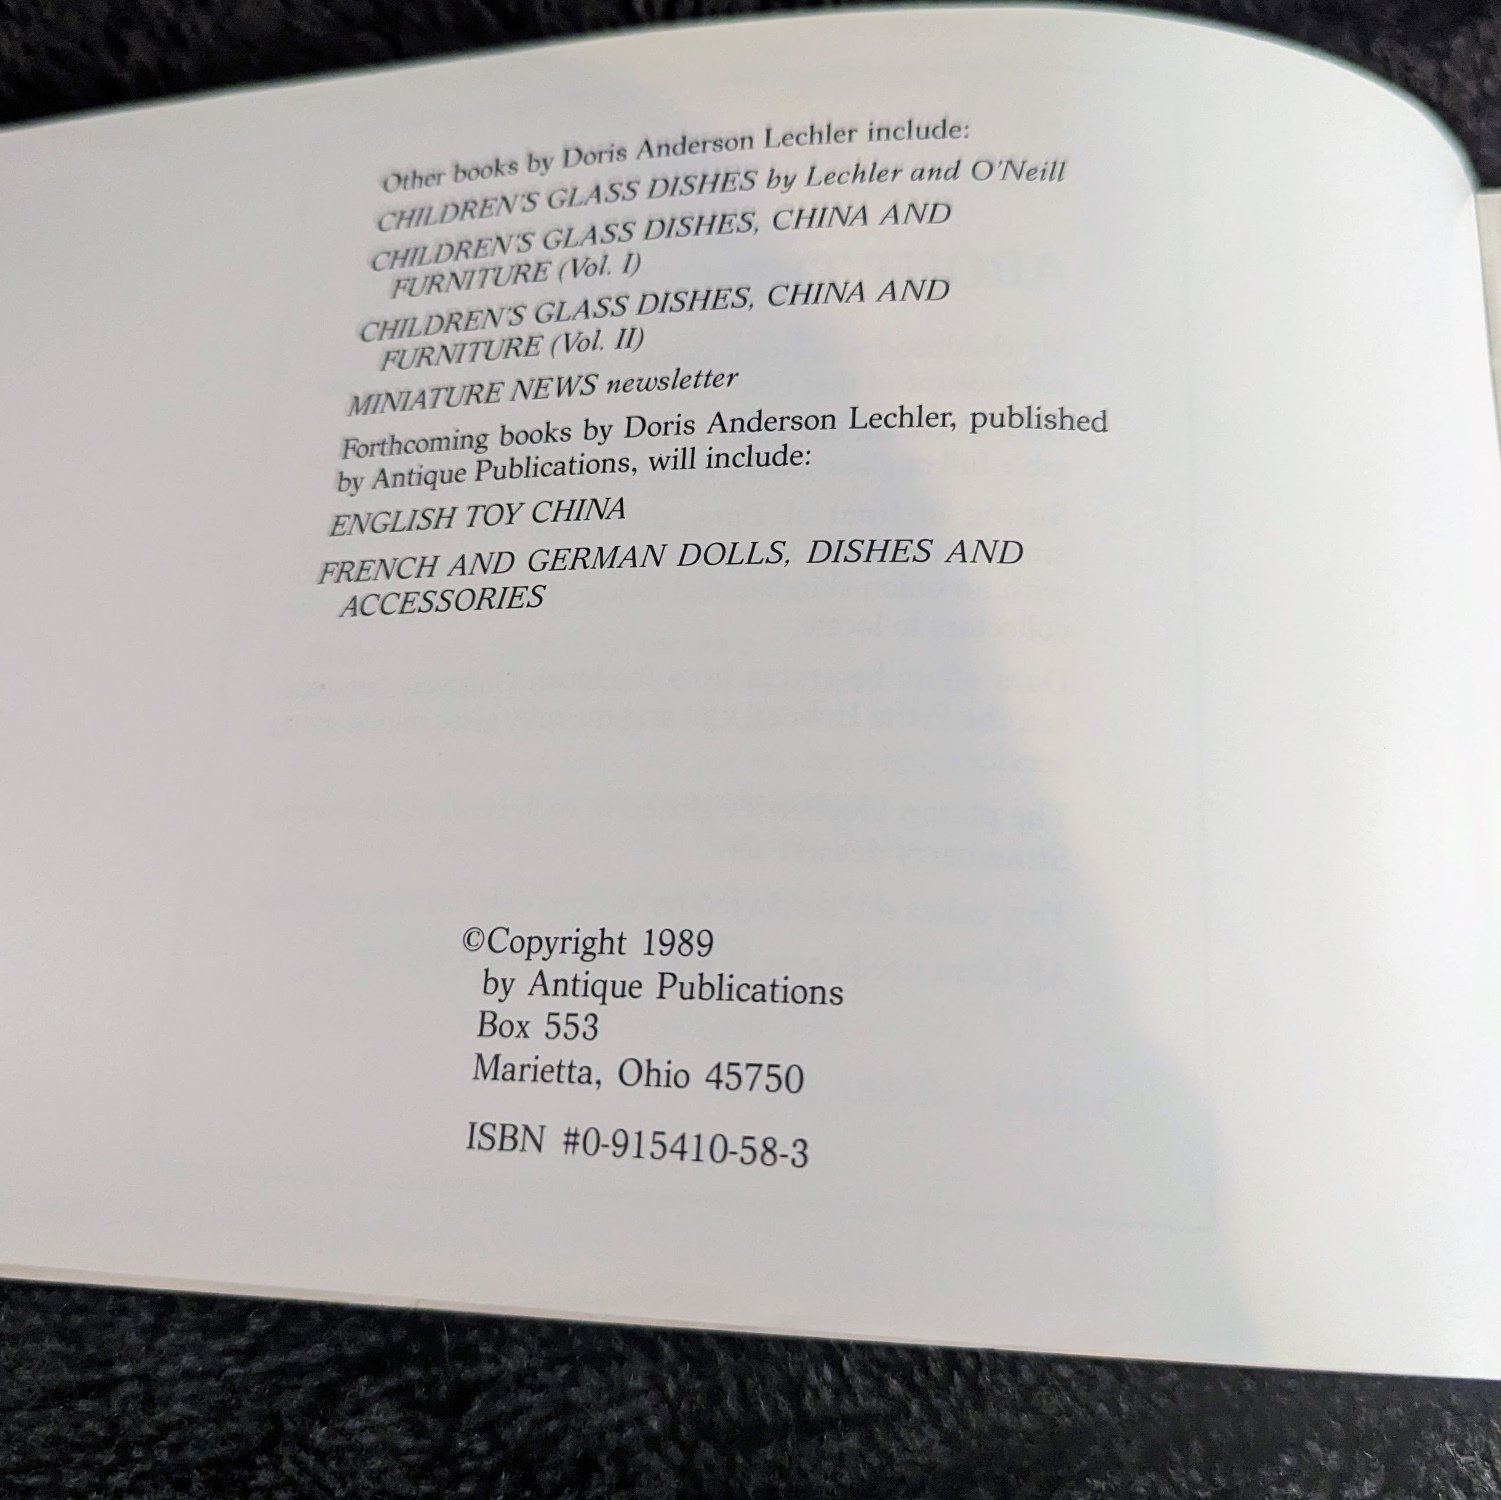 Other books by Doris Anderson Lechler include:
CHILDREN'S GLASS DISHES by Lechler and O'Neill
CHILDREN'S GLASS DISHES, CHINA AND
FURNITURE (Vol. I)
CHILDREN'S GLASS DISHES, CHINA AND
FURNITURE (Vol. II)
MINIATURE NEWS newsletter
Forthcoming books by Doris Anderson Lechler, published
by Antique Publications, will include:
ENGLISH TOY CHINA
FRENCH AND GERMAN DOLLS, DISHES AND
ACCESSORIES
©Copyright 1989
by Antique Publications
Box 553
Marietta, Ohio 45750
ISBN #0-915410-58-3